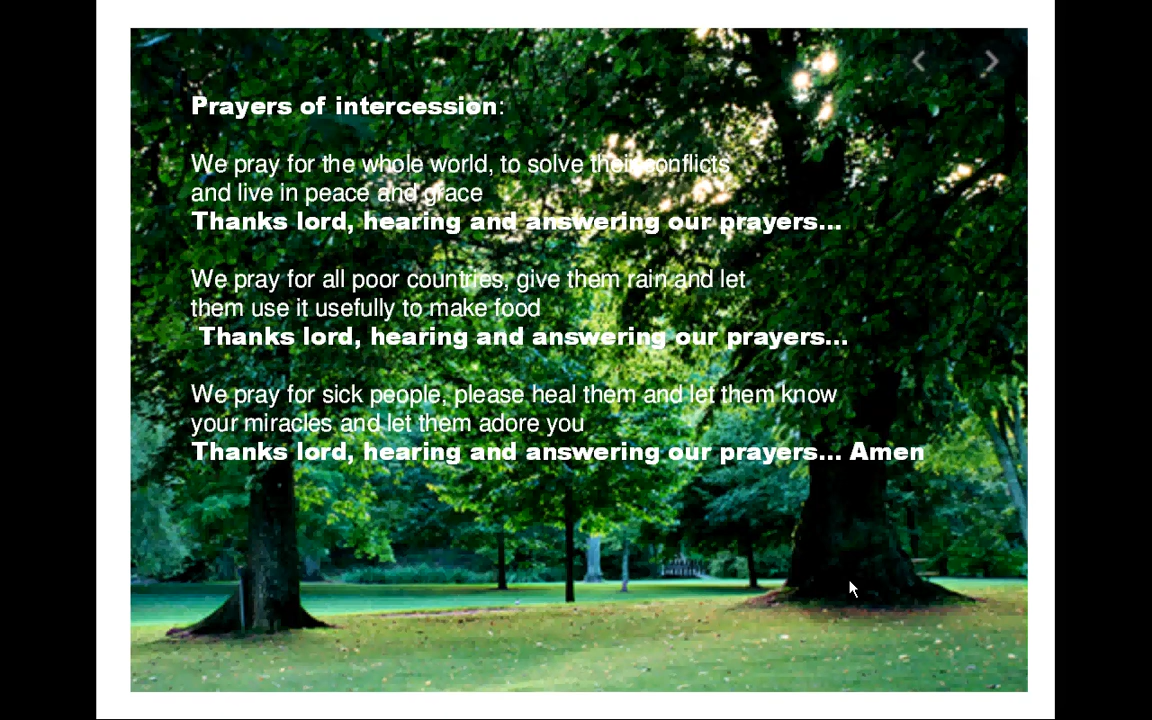 Prayers of intercession:
We pray for the whole world, to solve their conflicts
and live in peace and grace
Thanks lord, hearing and answering our prayers...
We pray for all poor countries, give them rain and let
them use it usefully to make food
Thanks lord, hearing and answering our prayers...
We pray for sick people, please heal them and let them know
your miracles and let them adore you
Thanks lord, hearing and answering our prayers... Amen